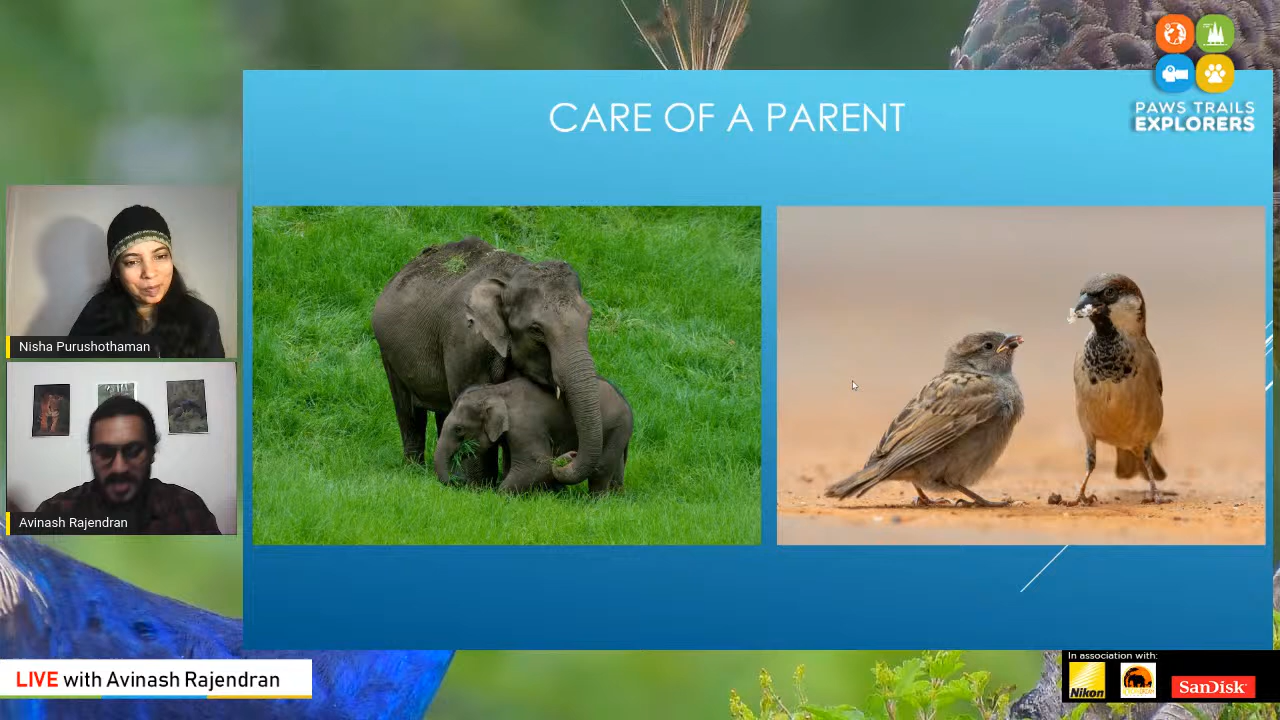 CARE OF A PARENT
PAWS TRAILS
EXPLORERS
Nisha Purushothaman
Avinash Rajendran
LIVE with Avinash Rajendran
In association with:
Nikon
SanDisk